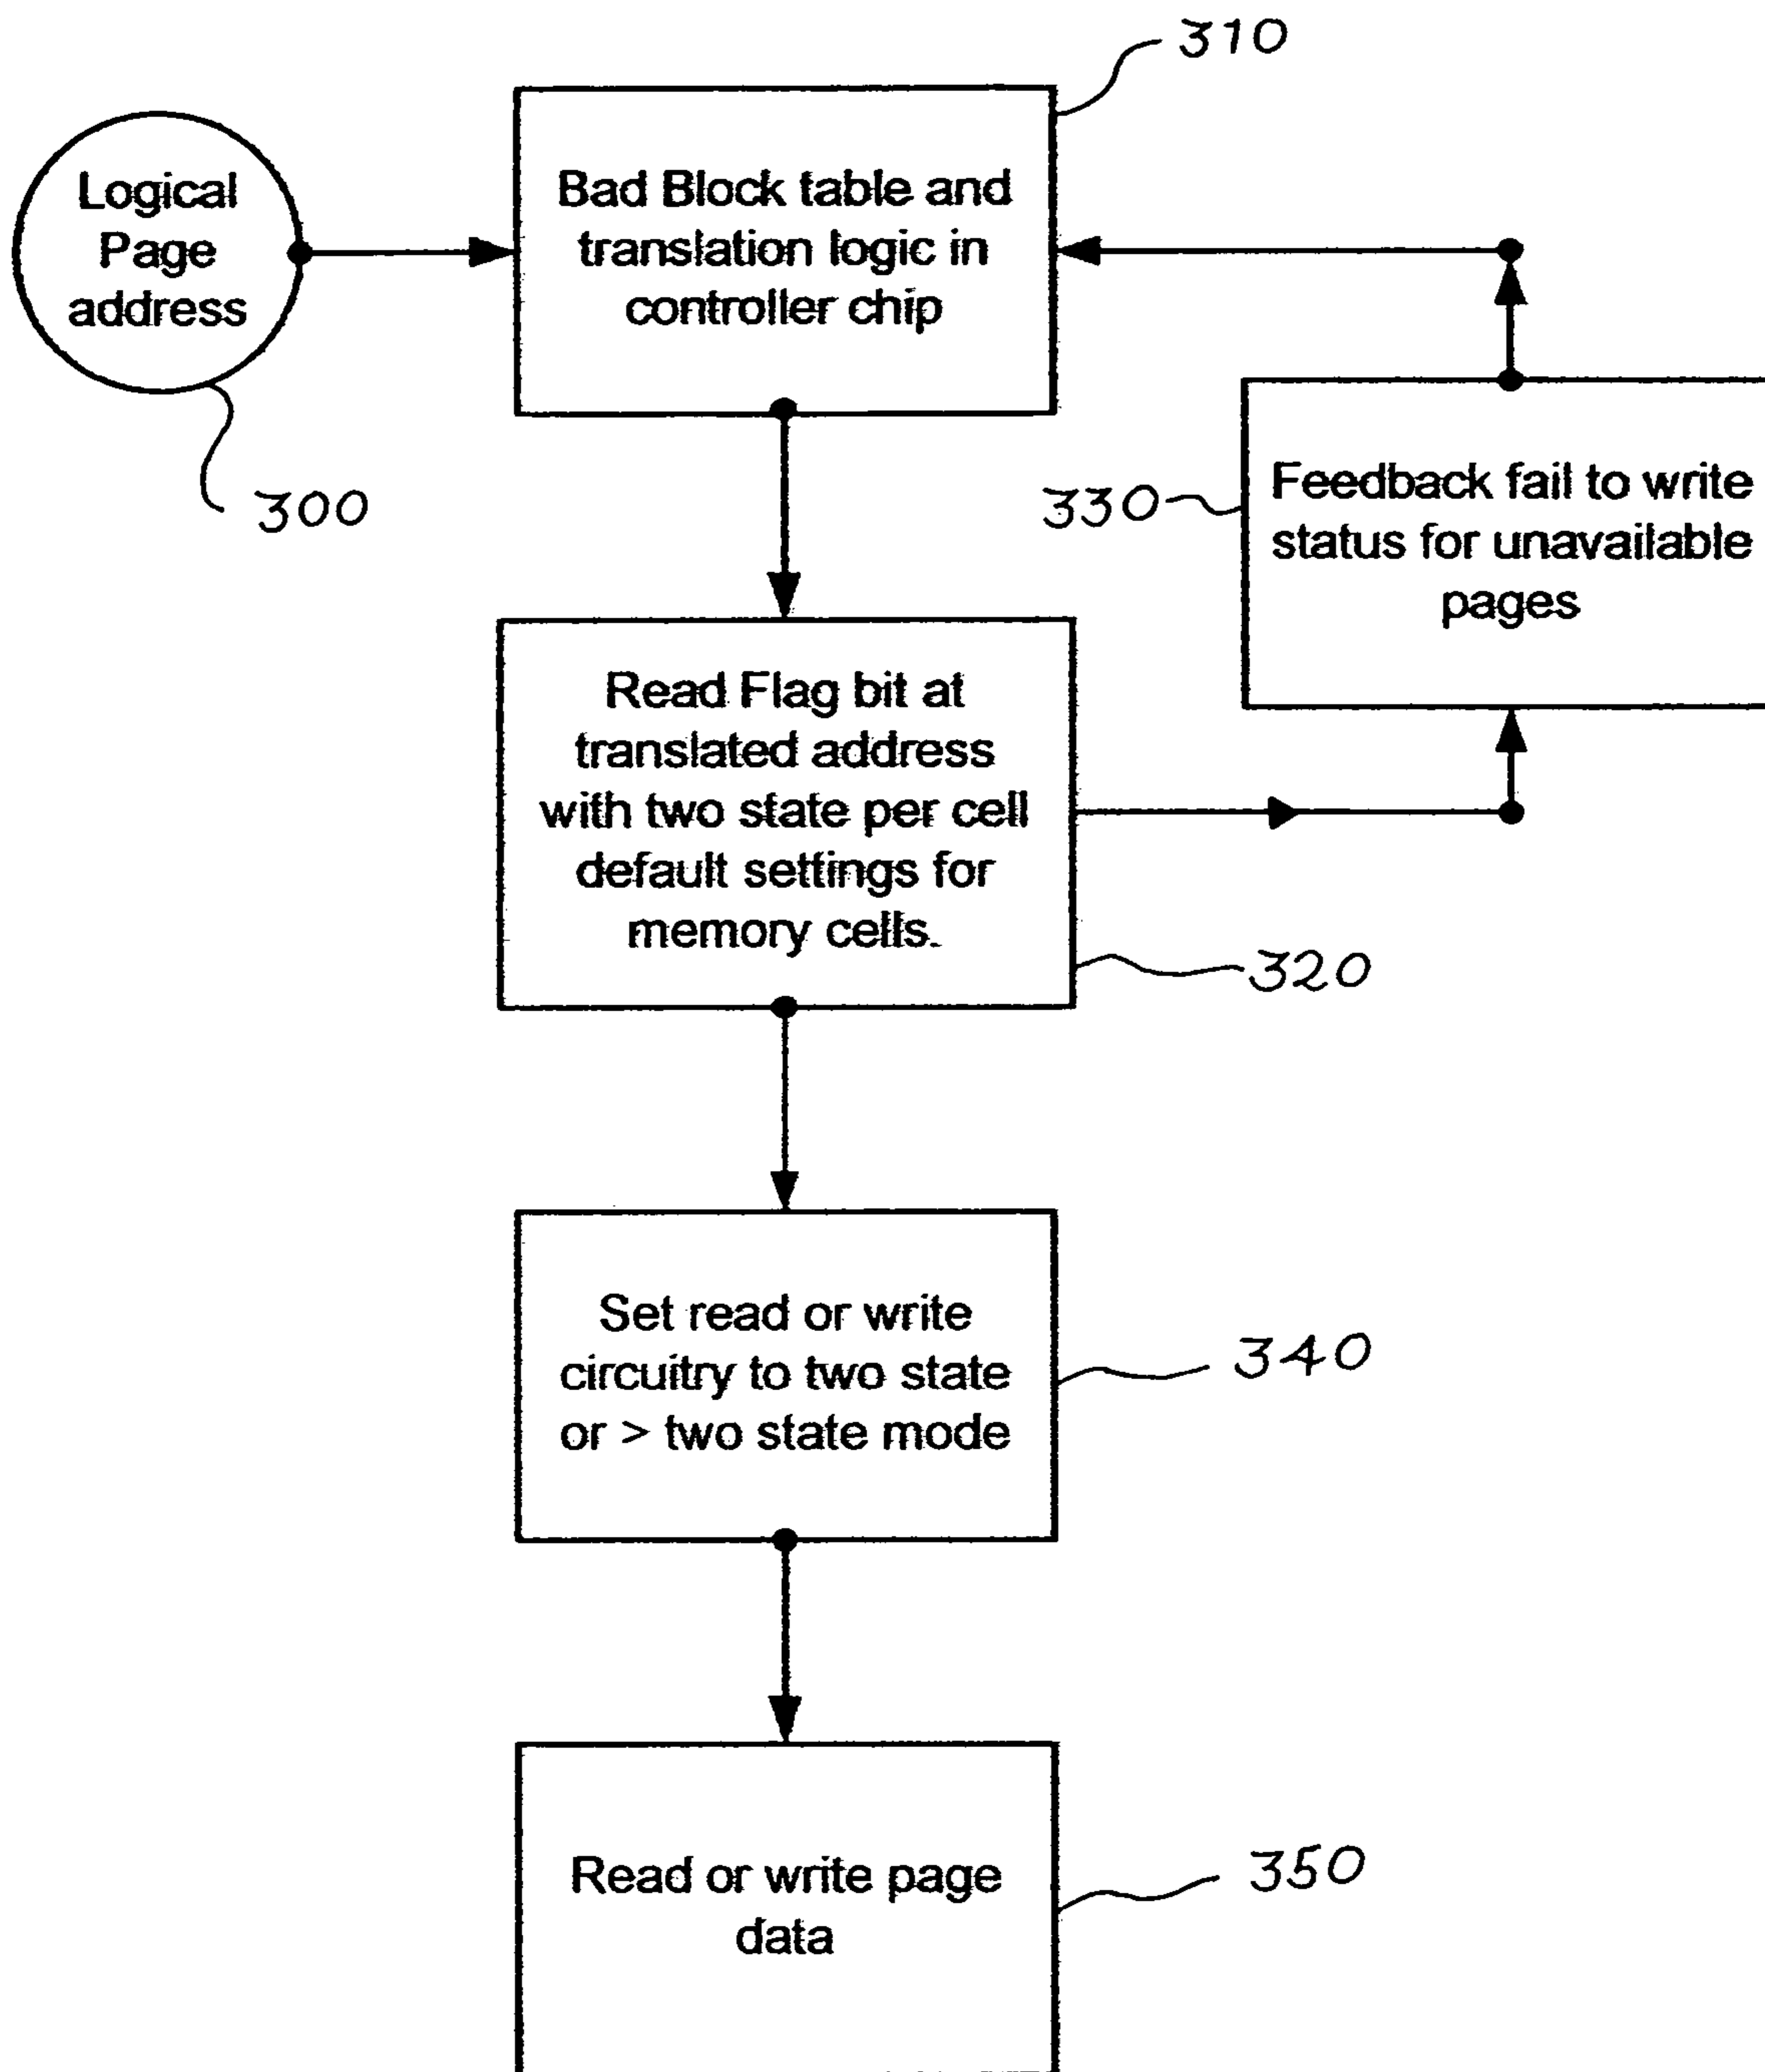 310
Logical
Page
address
300
Bad Block table and
translation logic in
controller chip
330
Feedback fail to write
status for unavailable
pages
Read Flag bit at
translated address
with two state per cell
default settings for
memory cells.
320
Set read or write
circuitry to two state
or > two state mode
340
Read or write page
data
350